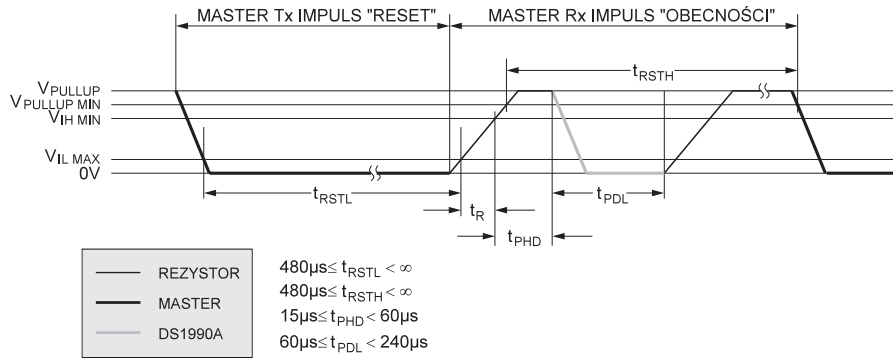 MASTER Tx IMPULS "RESET" MASTER Rx IMPULS "OBECNOŚCI"
tRSTH
VPULLUP
VPULLUP MIN
VIH MIN
VIL MAX
0V
tRSTL
tPDL
tR
tPHD
REZYSTOR
MASTER
DS1990A
480µs≤ tRSTL < ∞
480µs≤ tRSTH < ∞
15µs≤ tPHD < 60µs
60µs≤ tPDL < 240µs